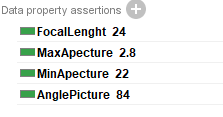 Data property assertions
FocalLenght 24
MaxApecture 2.8
MinApecture 22
AnglePicture 84